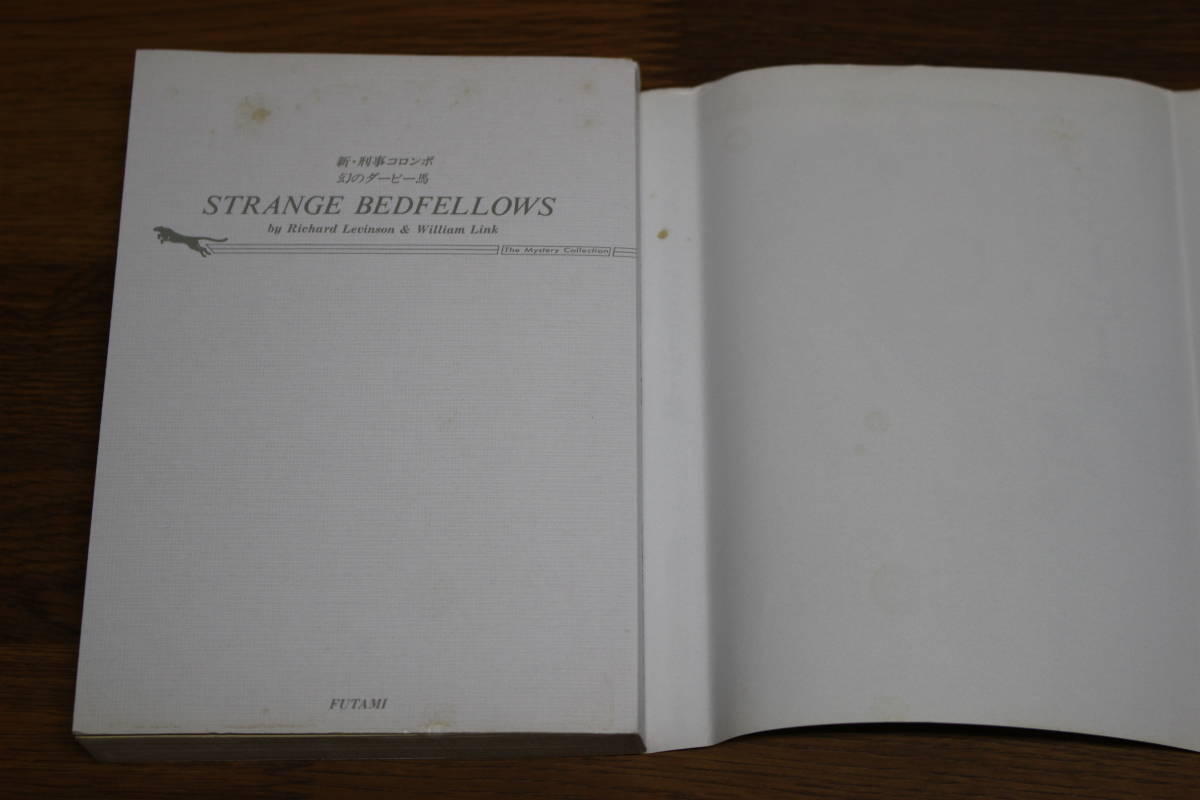 新・刑事コロンボ
幻のダービー馬
STRANGE BEDFELLOWS
by Richard Levinson & William Link
The Mystery Collection
FUTAMI